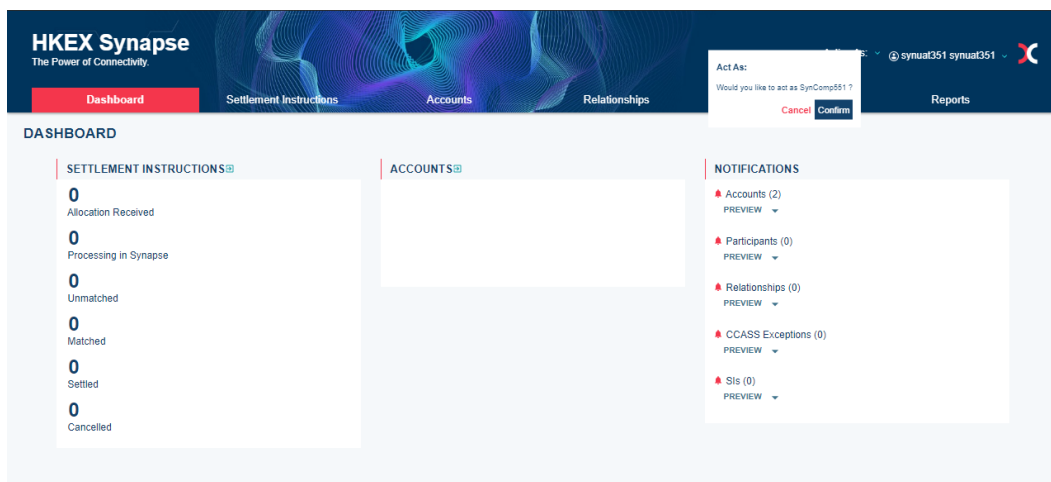 HKEX Synapse
The Power of Connectivity.
synuat351 synuat351
Act As:
Would you like to act as SynComp551 ?
Cancel Confirm
Dashboard Settlement Instructions Accounts Relationships Reports
DASHBOARD
SETTLEMENT INSTRUCTIONS
0
Allocation Received
0
Processing in Synapse
0
Unmatched
0
Matched
0
Settled
0
Cancelled
ACCOUNTS
NOTIFICATIONS
Accounts (2)
PREVIEW
Participants (0)
PREVIEW
Relationships (0)
PREVIEW
CCASS Exceptions (0)
PREVIEW
SIs (0)
PREVIEW